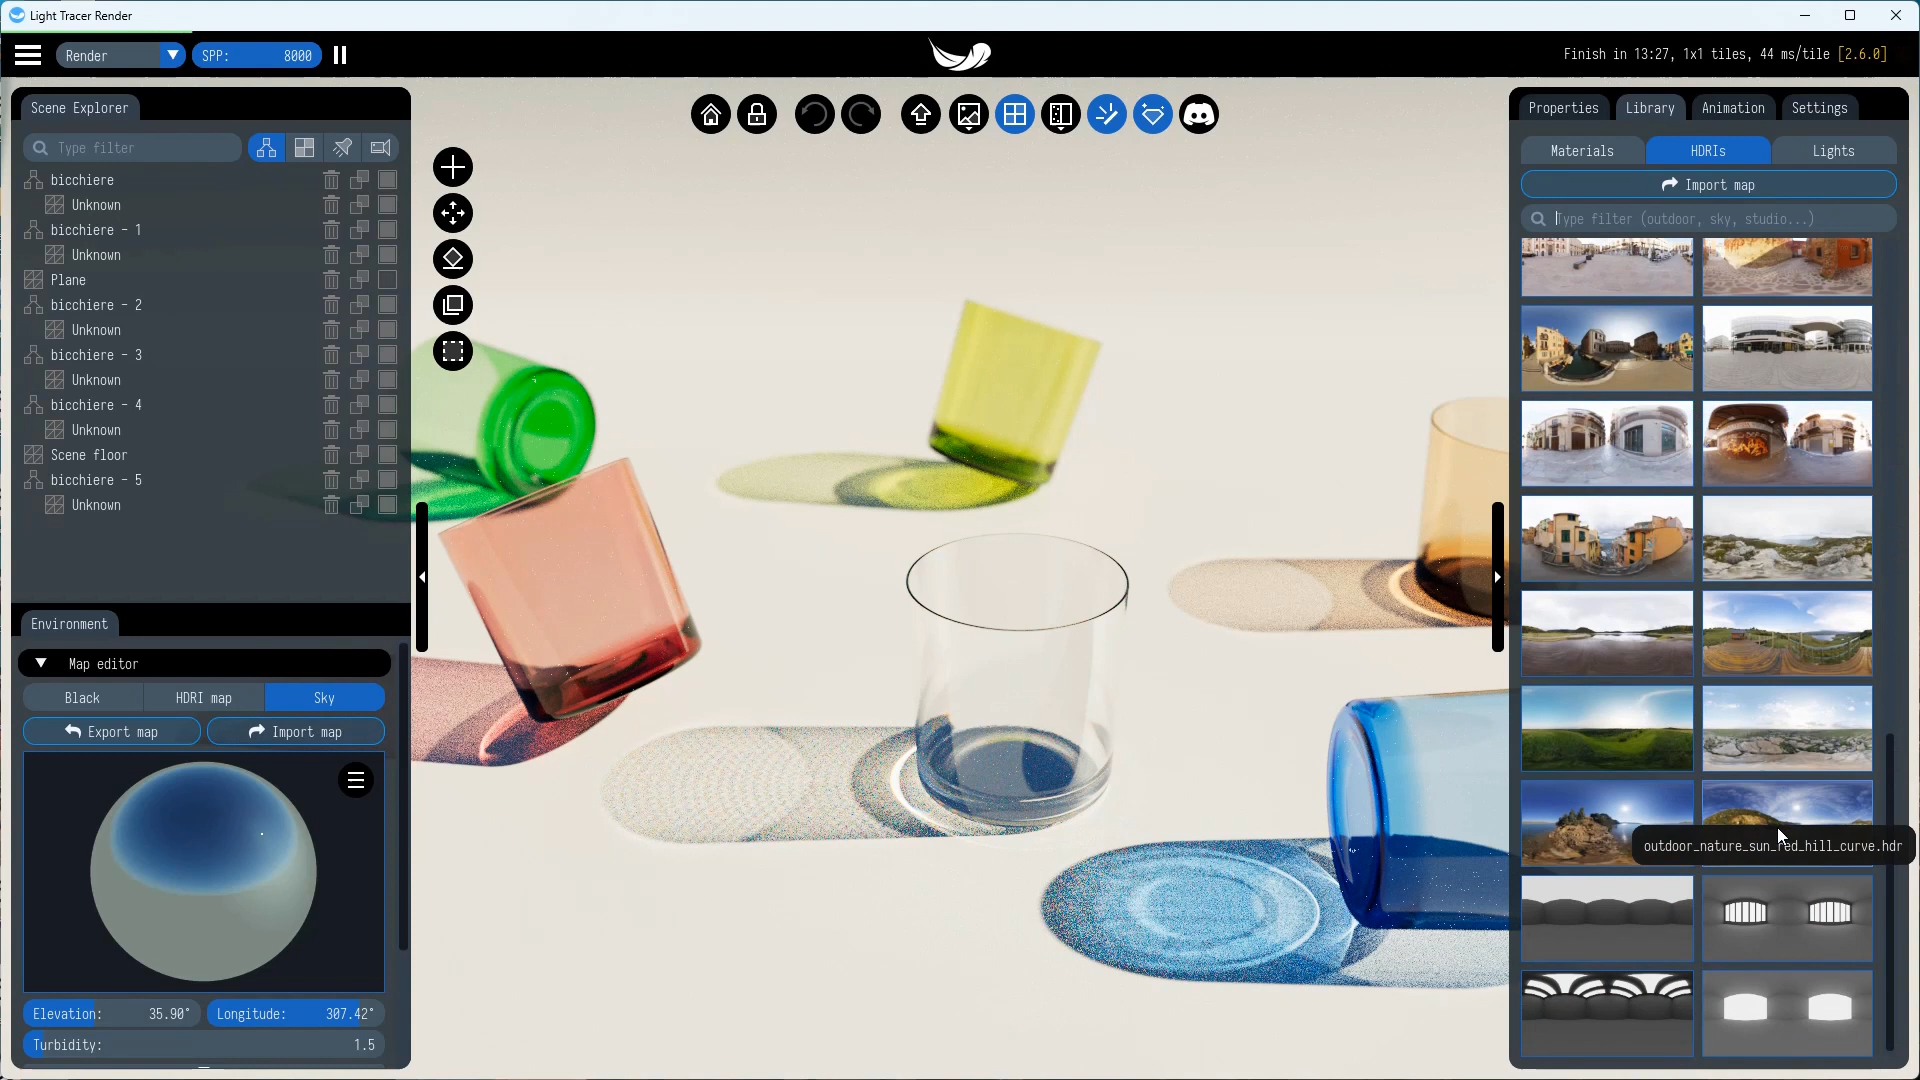 Light Tracer Render
Render
SPP: 8000
Finish in 13:27, 1x1 tiles, 44 ms/tile [2.6.0]
Scene Explorer
Type filter
bicchiere
Unknown
bicchiere - 1
Unknown
Plane
bicchiere - 2
Unknown
bicchiere - 3
Unknown
bicchiere - 4
Unknown
Scene floor
bicchiere - 5
Unknown
Environment
Map editor
Black HDRI map Sky
Export map Import map
Elevation: 35.90° Longitude: 307.42°
Turbidity: 1.5
Properties Library Animation Settings
Materials HDRIs Lights
Import map
Type filter (outdoor, sky, studio...)
outdoor_nature_sun_red_hill_curve.hdr